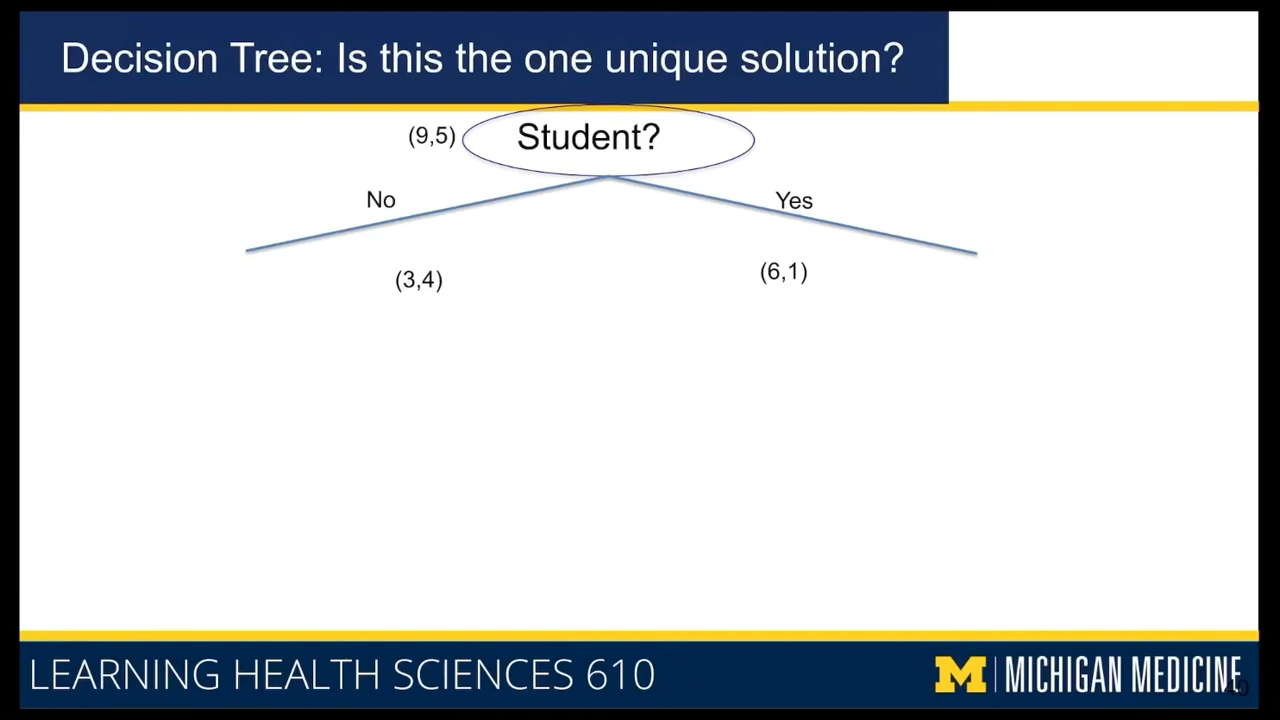 Decision Tree: Is this the one unique solution?
(9,5) Student?
No
Yes
(3,4)
(6,1)
LEARNING HEALTH SCIENCES 610
M MICHIGAN MEDICINE